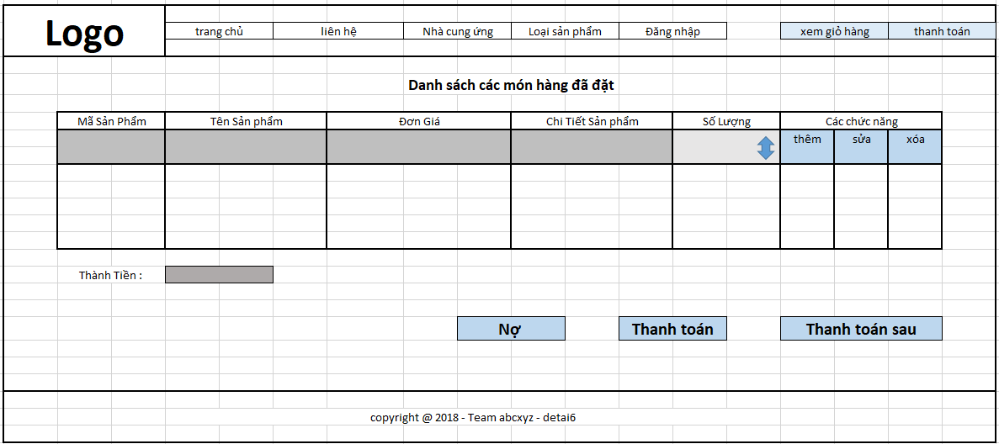 Logo
trang chủ liên hệ Nhà cung ứng Loại sản phẩm Đăng nhập xem giỏ hàng thanh toán
Danh sách các món hàng đã đặt
Mã Sản Phẩm Tên Sản phẩm Đơn Giá Chi Tiết Sản phẩm Số Lượng Các chức năng
thêm sửa xóa
Thành Tiền :
Nợ Thanh toán Thanh toán sau
copyright @ 2018 - Team abcxyz - detai6